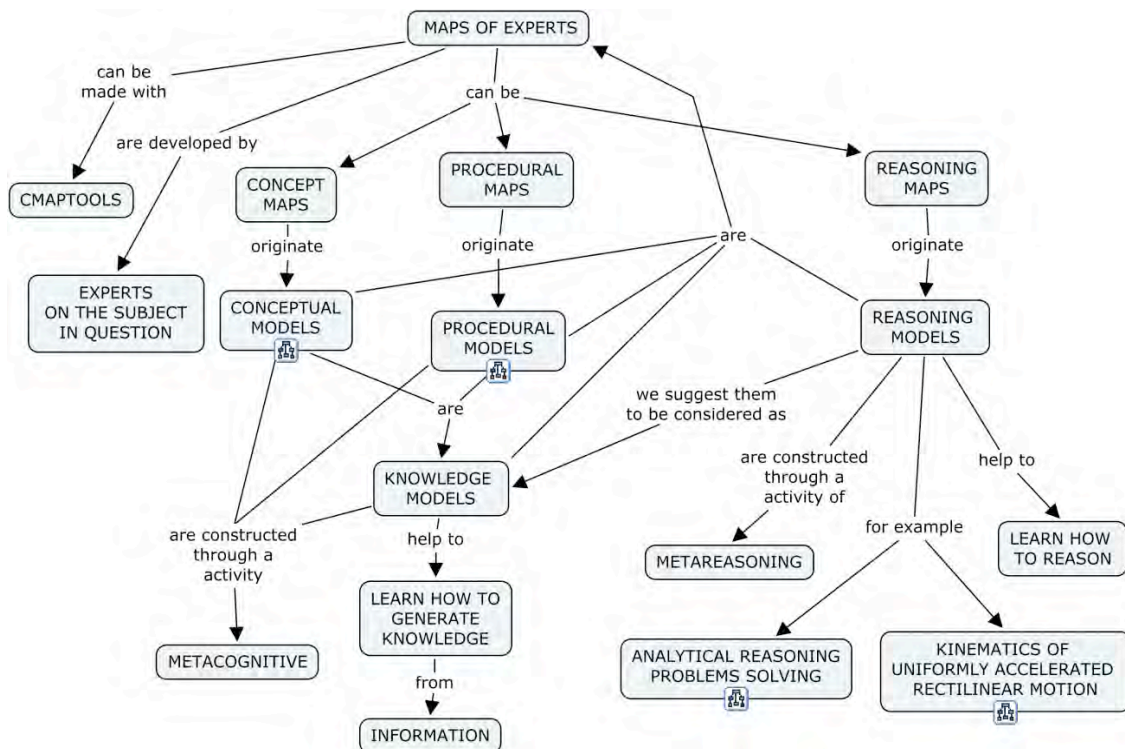 MAPS OF EXPERTS
can be
made with
can be
are developed by
CMAPTOOLS
CONCEPT
MAPS
PROCEDURAL
MAPS
REASONING
MAPS
originate
originate
are
originate
EXPERTS
ON THE SUBJECT
IN QUESTION
CONCEPTUAL
MODELS
PROCEDURAL
MODELS
REASONING
MODELS
are
we suggest them
to be considered as
KNOWLEDGE
MODELS
are constructed
through a
activity of
help to
are constructed
through a
activity
help to
for example
METAREASONING
LEARN HOW
TO REASON
LEARN HOW TO
GENERATE
KNOWLEDGE
METACOGNITIVE
ANALYTICAL REASONING
PROBLEMS SOLVING
KINEMATICS OF
UNIFORMLY ACCELERATED
RECTILINEAR MOTION
from
INFORMATION